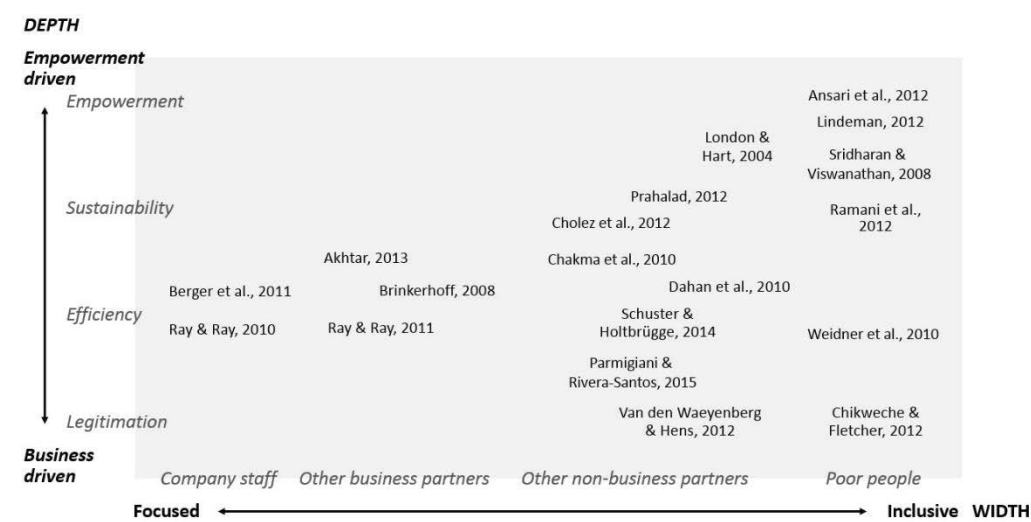 DEPTH
Empowerment
driven
Empowerment
Ansari et al., 2012
Lindeman, 2012
London &
Hart, 2004
Sridharan &
Viswanathan, 2008
Sustainability
Prahalad, 2012
Cholez et al., 2012
Ramani et al.,
2012
Akhtar, 2013
Chakma et al., 2010
Berger et al., 2011
Brinkerhoff, 2008
Dahan et al., 2010
Efficiency
Ray & Ray, 2010
Ray & Ray, 2011
Schuster &
Holtbrügge, 2014
Weidner et al., 2010
Parmigiani &
Rivera-Santos, 2015
Legitimation
Van den Waeyenberg
& Hens, 2012
Chikweche &
Fletcher, 2012
Business
driven
Company staff
Other business partners
Other non-business partners
Poor people
Focused
Inclusive
WIDTH